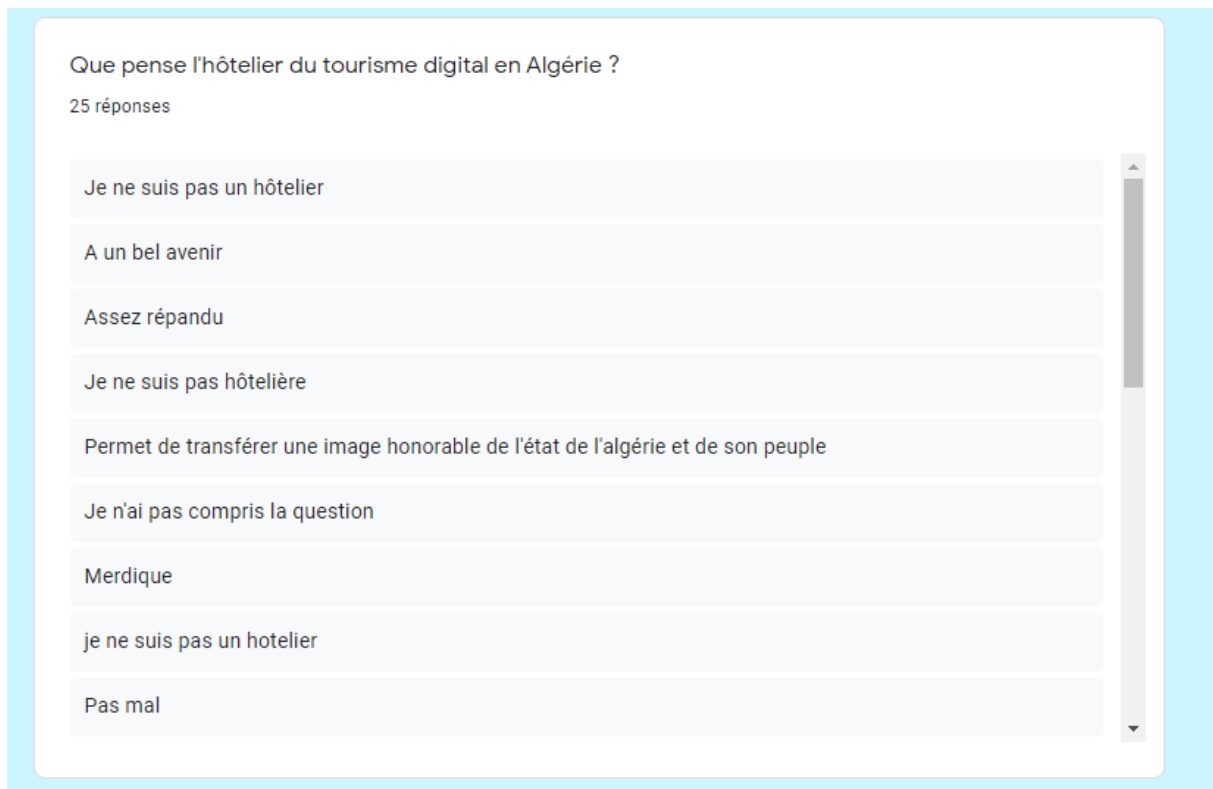 Que pense l'hôtelier du tourisme digital en Algérie ?
25 réponses
Je ne suis pas un hôtelier
A un bel avenir
Assez répandu
Je ne suis pas hôtelière
Permet de transférer une image honorable de l'état de l'algérie et de son peuple
Je n'ai pas compris la question
Merdique
je ne suis pas un hotelier
Pas mal